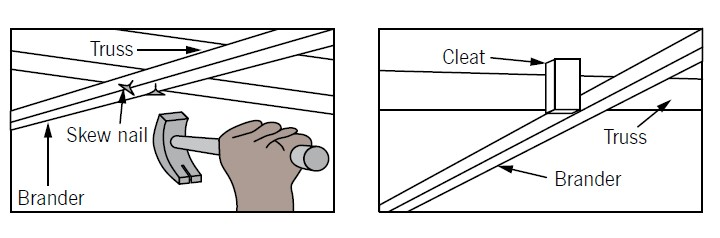 Truss
Skew nail
Brander
Cleat
Truss
Brander